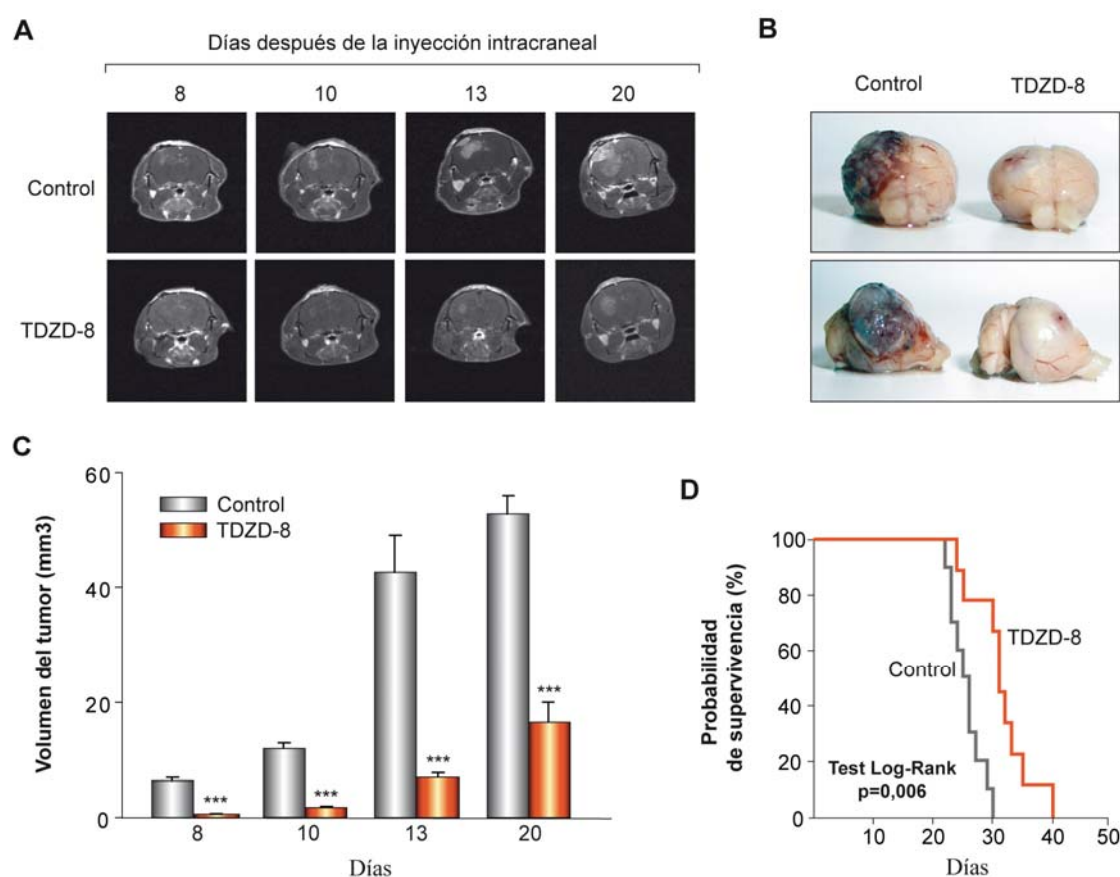 A
Días después de la inyección intracraneal
8 10 13 20
Control
TDZD-8
B
Control TDZD-8
C
Volumen del tumor (mm3)
60
40
20
0
Control
TDZD-8
***
***
***
***
8 10 13 20
Días
D
Probabilidad
de supervivencia (%)
100
80
60
40
20
0
TDZD-8
Control
Test Log-Rank
p=0,006
10 20 30 40 50
Días